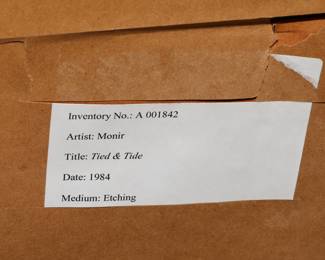 Inventory No.: A 001842
Artist: Monir
Title: Tied & Tide
Date: 1984
Medium: Etching